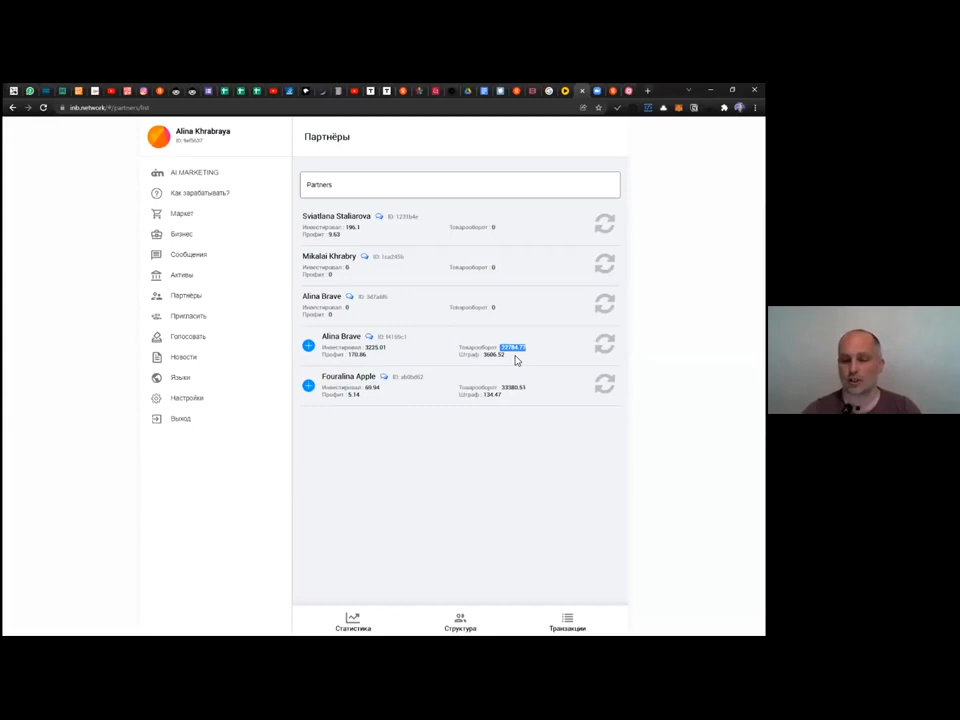 inb.network/#/partners/list
Alina Khrabraya
AI MARKETING
Как зарабатывать?
Маркет
Бизнес
Сообщения
Активы
Партнёры
Пригласить
Голосовать
Новости
Языки
Настройки
Выход
Партнёры
Partners
Sviatlana Staliarova ID: 1231b4e
Инвестировал : 196.1 Товарооборот : 0
Профит : 9.63
Mikalai Khrabry ID: 1ca245b
Инвестировал : 0 Товарооборот : 0
Профит : 0
Alina Brave
Инвестировал : 0 Товарооборот : 0
Профит : 0
Alina Brave
Инвестировал : 3225.01 Товарооборот
Профит : 170.86 Штраф : 3606.52
Fouralina Apple
Инвестировал : 69.94 Товарооборот : 33380.51
Профит : 5.14 Штраф : 134.47
Статистика Структура Транзакции